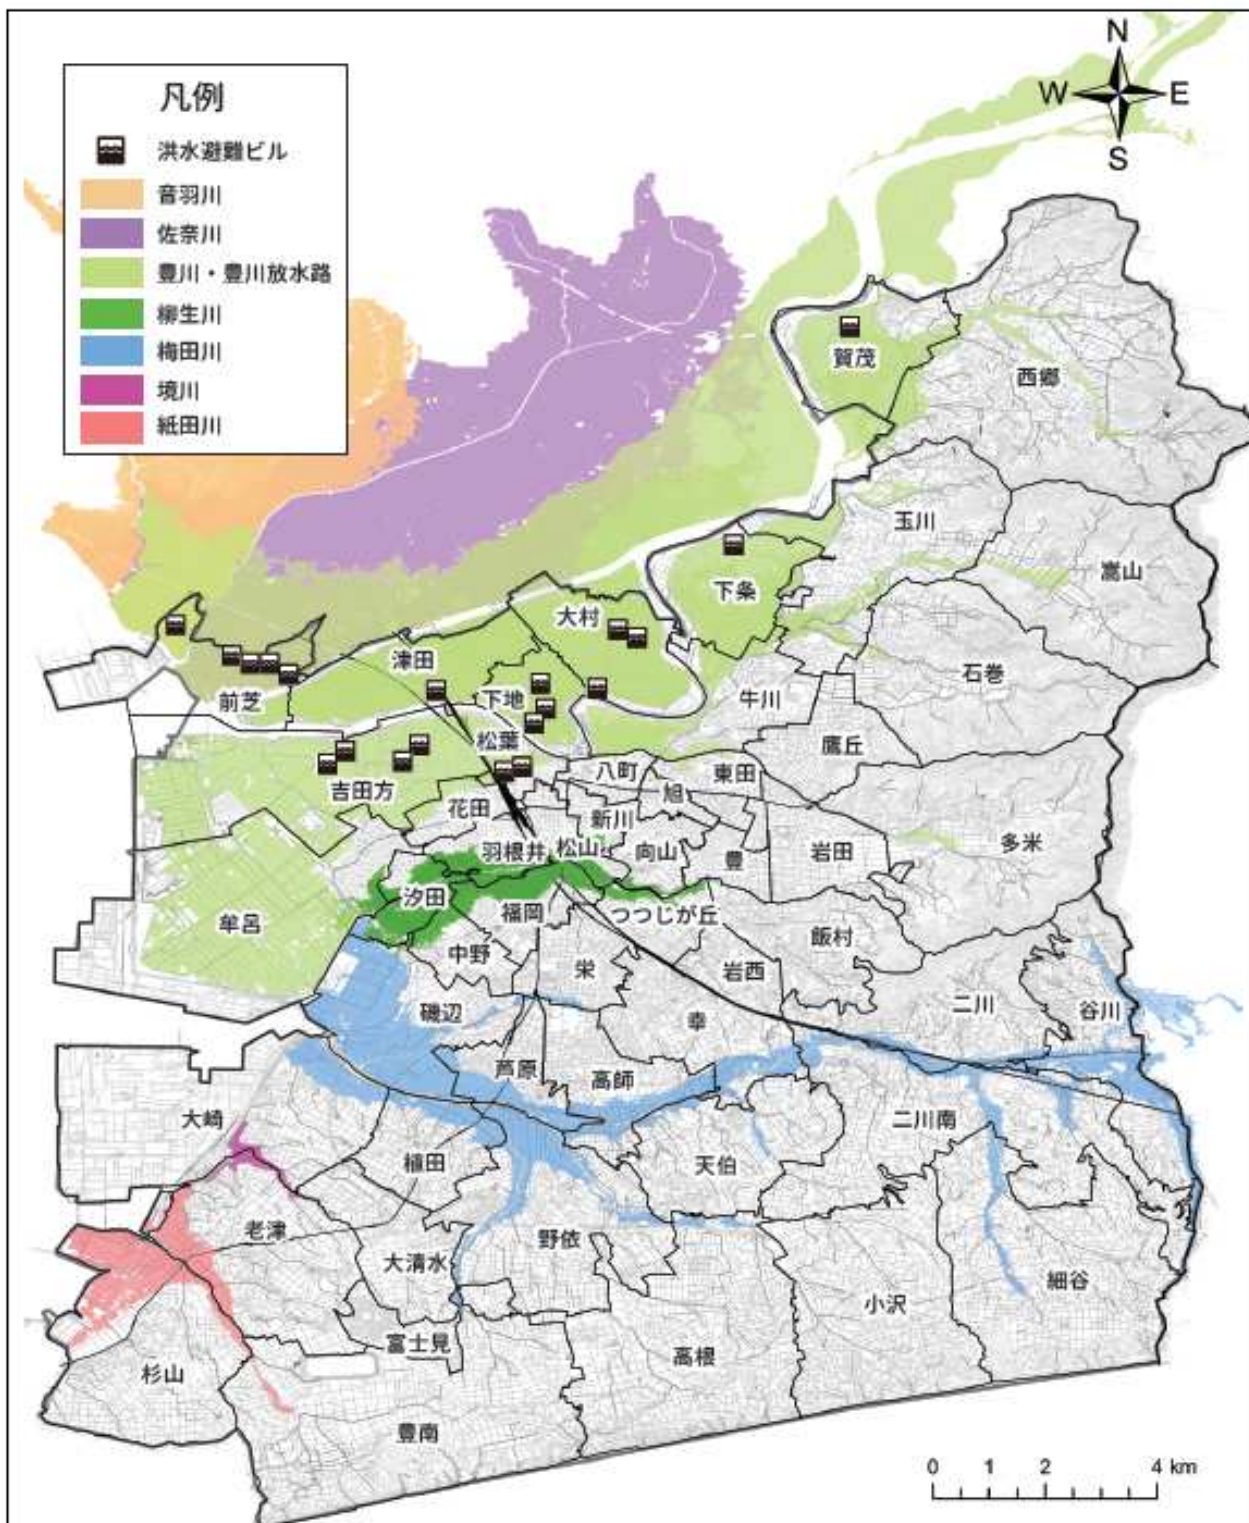 N
W
E
S
凡例
洪水避難ビル
音羽川
佐奈川
豊川・豊川放水路
柳生川
梅田川
境川
紙田川
賀茂
西郷
玉川
嵩山
下条
大村
石巻
津田
下地
前芝
牛川
鷹丘
松葉
八町
東田
吉田方
旭
花田
新川
多米
羽根井
松山
向山
豊
岩田
汐田
牟呂
福岡
つつじが丘
飯村
中野
栄
岩西
磯辺
二川
谷川
幸
芦原
高師
大崎
二川南
植田
天伯
老津
野依
大清水
細谷
小沢
富士見
高根
杉山
豊南
0 1 2 4 km